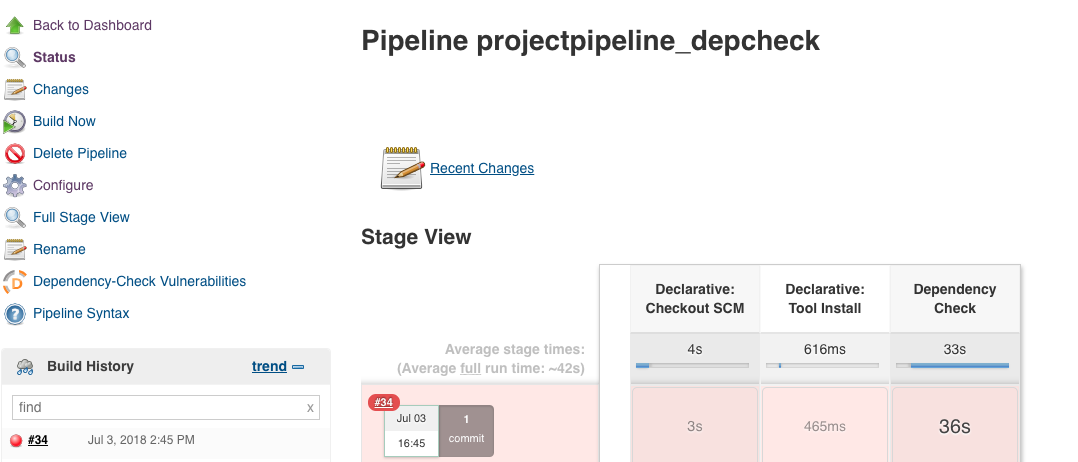 Back to Dashboard
Status
Changes
Build Now
Delete Pipeline
Configure
Full Stage View
Rename
Dependency-Check Vulnerabilities
Pipeline Syntax
Build History
trend
find
x
#34
Jul 3, 2018 2:45 PM
Pipeline projectpipeline_depcheck
Recent Changes
Stage View
Declarative:
Checkout SCM
Declarative:
Tool Install
Dependency
Check
Average stage times:
(Average full run time: ~42s)
4s
616ms
33s
#34
Jul 03
16:45
1
commit
3s
465ms
36s